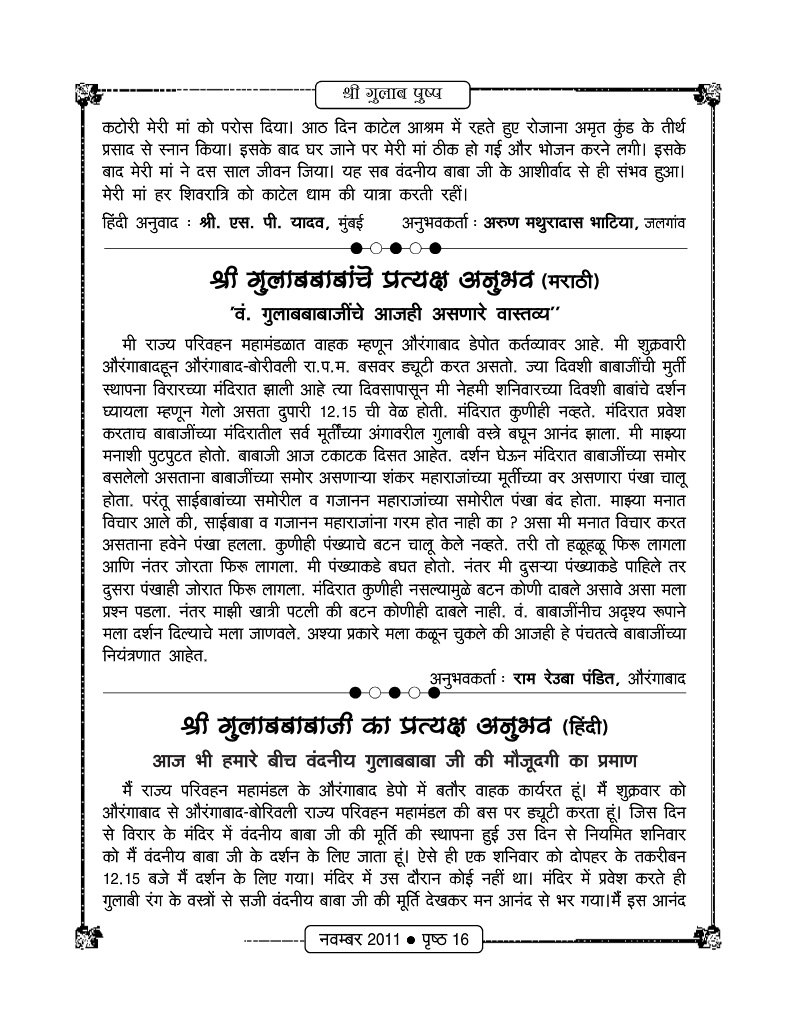 श्री गुलाब पुष्प
कटोरी मेरी मां को परोस दिया। आठ दिन काटेल आश्रम में रहते हुए रोजाना अमृत कुंड के तीर्थ
प्रसाद से स्नान किया। इसके बाद घर जाने पर मेरी मां ठीक हो गई और भोजन करने लगी। इसके
बाद मेरी मां ने दस साल जीवन जिया। यह सब वंदनीय बाबा जी के आशीर्वाद से ही संभव हुआ।
मेरी मां हर शिवरात्रि को काटेल धाम की यात्रा करती रहीं।
हिंदी अनुवाद : श्री. एस. पी. यादव, मुंबई अनुभवकर्ता : अरुण मथुरादास भाटिया, जलगांव
श्री गुलाबबाबांचे प्रत्यक्ष अनुभव (मराठी)
'वं. गुलाबबाबाजींचे आजही असणारे वास्तव्य''
मी राज्य परिवहन महामंडळात वाहक म्हणून औरंगाबाद डेपोत कर्तव्यावर आहे. मी शुक्रवारी
औरंगाबादहून औरंगाबाद-बोरीवली रा.प.म. बसवर ड्यूटी करत असतो. ज्या दिवशी बाबाजींची मुर्ती
स्थापना विरारच्या मंदिरात झाली आहे त्या दिवसापासून मी नेहमी शनिवारच्या दिवशी बाबांचे दर्शन
घ्यायला म्हणून गेलो असता दुपारी 12.15 ची वेळ होती. मंदिरात कुणीही नव्हते. मंदिरात प्रवेश
करताच बाबाजींच्या मंदिरातील सर्व मूर्तींच्या अंगावरील गुलाबी वस्त्रे बघून आनंद झाला. मी माझ्या
मनाशी पुटपुटत होतो. बाबाजी आज टकाटक दिसत आहेत. दर्शन घेऊन मंदिरात बाबाजींच्या समोर
बसलेलो असताना बाबाजींच्या समोर असणाऱ्या शंकर महाराजांच्या मूर्तीच्या वर असणारा पंखा चालू
होता. परंतू साईबाबांच्या समोरील व गजानन महाराजांच्या समोरील पंखा बंद होता. माझ्या मनात
विचार आले की, साईबाबा व गजानन महाराजांना गरम होत नाही का ? असा मी मनात विचार करत
असताना हवेने पंखा हलला. कुणीही पंख्याचे बटन चालू केले नव्हते. तरी तो हळूहळू फिरू लागला
आणि नंतर जोरता फिरू लागला. मी पंख्याकडे बघत होतो. नंतर मी दुसऱ्या पंख्याकडे पाहिले तर
दुसरा पंखाही जोरात फिरू लागला. मंदिरात कुणीही नसल्यामुळे बटन कोणी दाबले असावे असा मला
प्रश्न पडला. नंतर माझी खात्री पटली की बटन कोणीही दाबले नाही. वं. बाबाजींनीच अदृश्य रूपाने
मला दर्शन दिल्याचे मला जाणवले. अश्या प्रकारे मला कळून चुकले की आजही हे पंचतत्वे बाबाजींच्या
नियंत्रणात आहेत.
अनुभवकर्ता : राम रेउबा पंडित, औरंगाबाद
श्री गुलाबबाबाजी का प्रत्यक्ष अनुभव (हिंदी)
आज भी हमारे बीच वंदनीय गुलाबबाबा जी की मौजूदगी का प्रमाण
मैं राज्य परिवहन महामंडल के औरंगाबाद डेपो में बतौर वाहक कार्यरत हूं। मैं शुक्रवार को
औरंगाबाद से औरंगाबाद-बोरिवली राज्य परिवहन महामंडल की बस पर ड्यूटी करता हूं। जिस दिन
से विरार के मंदिर में वंदनीय बाबा जी की मूर्ति की स्थापना हुई उस दिन से नियमित शनिवार
को मैं वंदनीय बाबा जी के दर्शन के लिए जाता हूं। ऐसे ही एक शनिवार को दोपहर के तकरीबन
12.15 बजे मैं दर्शन के लिए गया। मंदिर में उस दौरान कोई नहीं था। मंदिर में प्रवेश करते ही
गुलाबी रंग के वस्त्रों से सजी वंदनीय बाबा जी की मूर्ति देखकर मन आनंद से भर गया।मैं इस आनंद
नवम्बर 2011 ● पृष्ठ 16